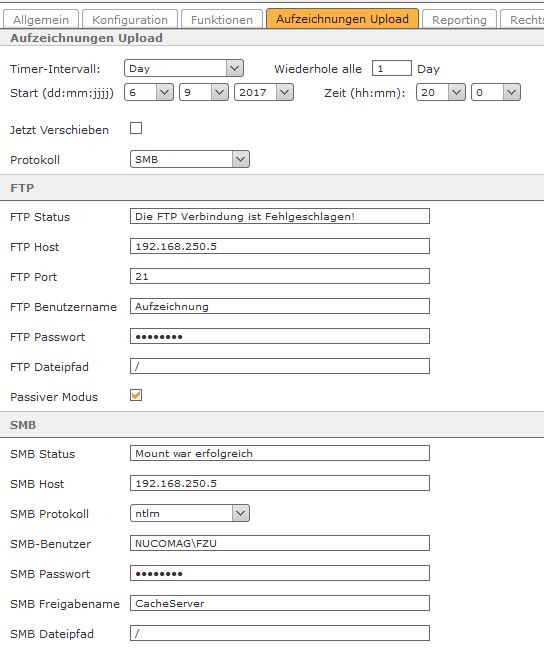 Allgemein Konfiguration Funktionen Aufzeichnungen Upload Reporting Rechts
Aufzeichnungen Upload
Timer-Intervall: Day Wiederhole alle 1 Day
Start (dd:mm:jjjj) 6 9 2017 Zeit (hh:mm): 20 0
Jetzt Verschieben
Protokoll SMB
FTP
FTP Status Die FTP Verbindung ist Fehlgeschlagen!
FTP Host 192.168.250.5
FTP Port 21
FTP Benutzername Aufzeichnung
FTP Passwort ••••••••
FTP Dateipfad /
Passiver Modus
SMB
SMB Status Mount war erfolgreich
SMB Host 192.168.250.5
SMB Protokoll ntlm
SMB-Benutzer NUCOMAG\FZU
SMB Passwort ••••••••
SMB Freigabename CacheServer
SMB Dateipfad /